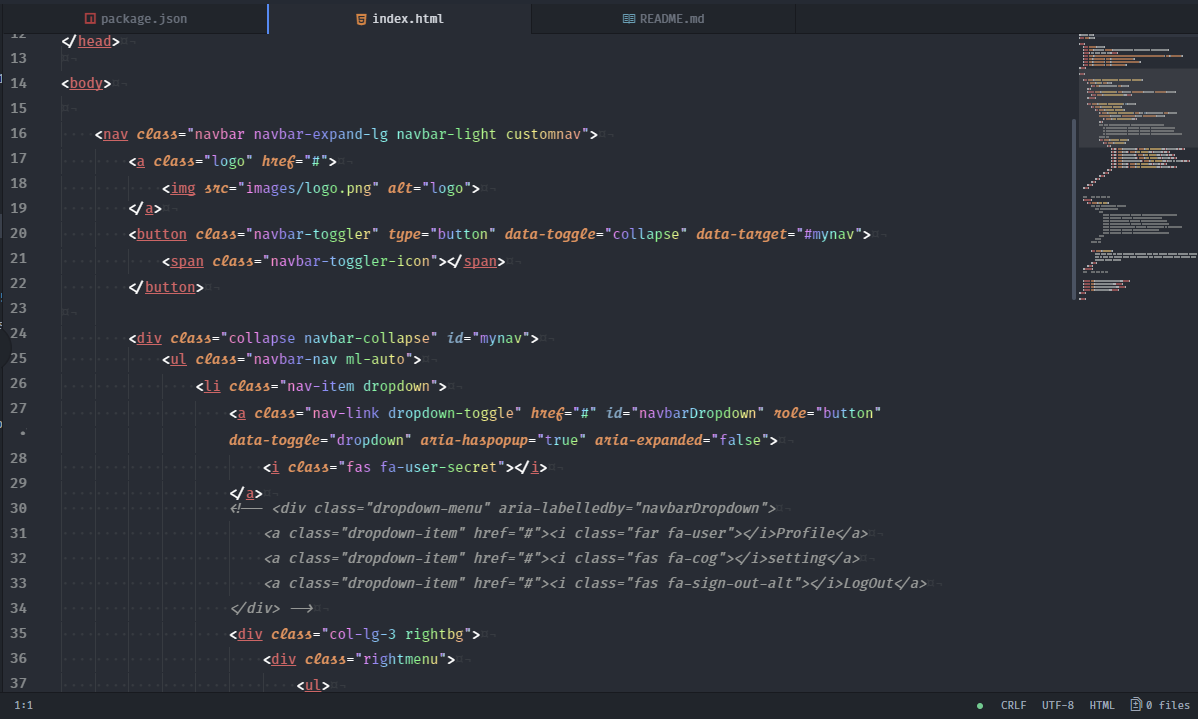 package.json
index.html
README.md
12 </head>
13
14 <body>
15
16 <nav class="navbar navbar-expand-lg navbar-light customnav">
17 <a class="logo" href="#">
18 <img src="images/logo.png" alt="logo">
19 </a>
20 <button class="navbar-toggler" type="button" data-toggle="collapse" data-target="#mynav">
21 <span class="navbar-toggler-icon"></span>
22 </button>
23
24 <div class="collapse navbar-collapse" id="mynav">
25 <ul class="navbar-nav ml-auto">
26 <li class="nav-item dropdown">
27 <a class="nav-link dropdown-toggle" href="#" id="navbarDropdown" role="button"
• data-toggle="dropdown" aria-haspopup="true" aria-expanded="false">
28 <i class="fas fa-user-secret"></i>
29 </a>
30 <!-- <div class="dropdown-menu" aria-labelledby="navbarDropdown">
31 <a class="dropdown-item" href="#"><i class="far fa-user"></i>Profile</a>
32 <a class="dropdown-item" href="#"><i class="fas fa-cog"></i>setting</a>
33 <a class="dropdown-item" href="#"><i class="fas fa-sign-out-alt"></i>LogOut</a>
34 </div> -->
35 <div class="col-lg-3 rightbg">
36 <div class="rightmenu">
37 <ul>
1:1
CRLF UTF-8 HTML 0 files